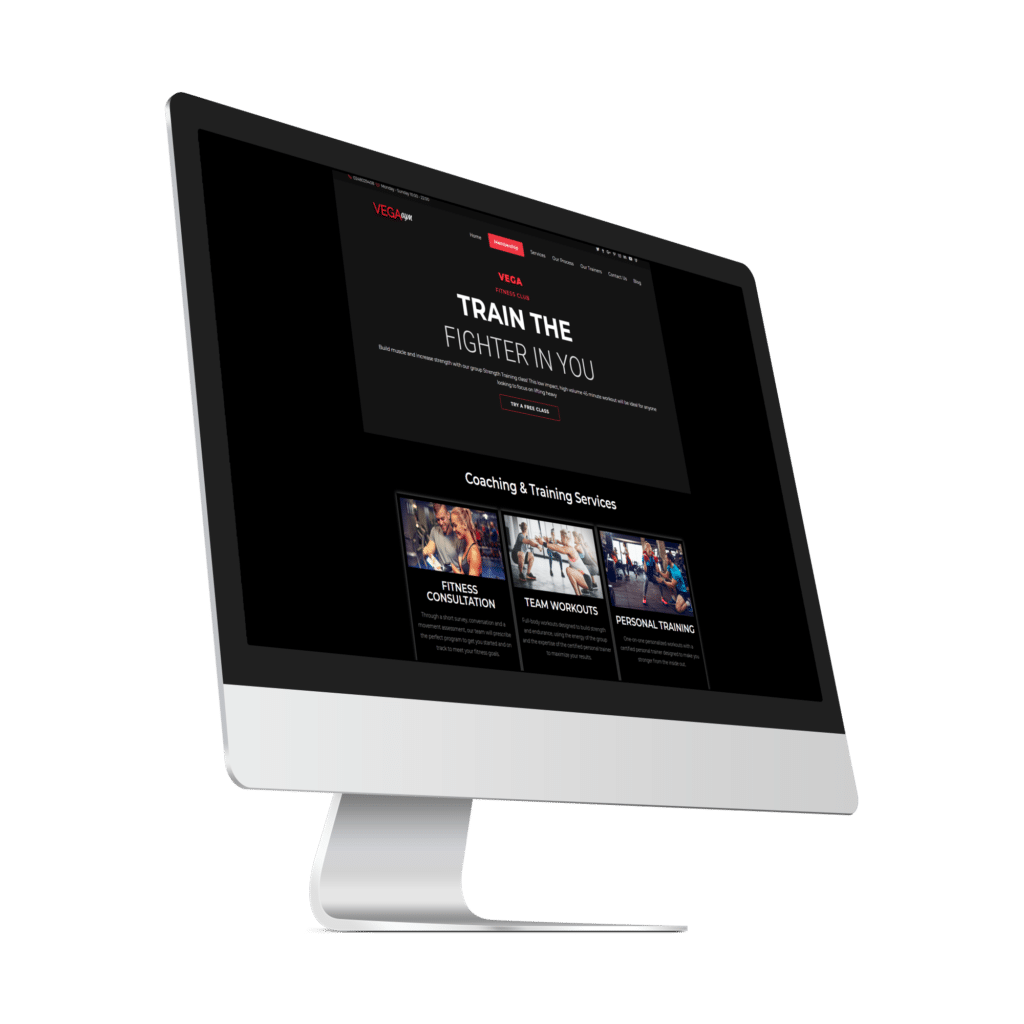 Monday - Sunday 10:00 - 22:00
VEGAGYM
Home
Membership
Services
Our Process
Our Trainers
Contact Us
Blog
VEGA
FITNESS CLUB
TRAIN THE
FIGHTER IN YOU
Build muscle and increase strength with our group Strength Training class! This low impact, high-volume 45-minute workout will be ideal for anyone
looking to focus on lifting heavy
TRY A FREE CLASS
Coaching & Training Services
FITNESS
CONSULTATION
Through a short survey, conversation and a
movement assessment, our team will prescribe
the perfect program to get you started and on
track to meet your fitness goals.
TEAM WORKOUTS
Full-body workouts designed to build strength
and endurance, using the energy of the group
and the expertise of the certified personal trainer
to maximize your results.
PERSONAL TRAINING
One-on-one personalised workouts with a
certified personal trainer designed to make you
stronger from the inside out.